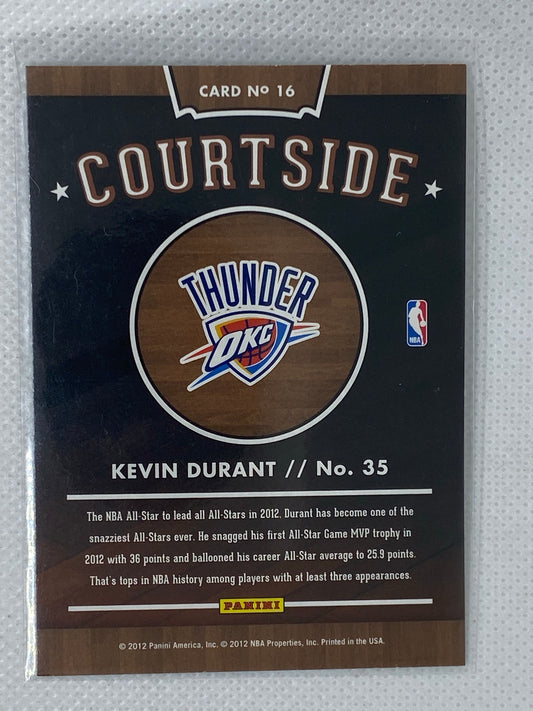 CARD Nº 16
COURTSIDE
THUNDER
OKC
NBA
KEVIN DURANT // No. 35
The NBA All-Star to lead all All-Stars in 2012, Durant has become one of the
snazziest All-Stars ever. He snagged his first All-Star Game MVP trophy in
2012 with 36 points and ballooned his career All-Star average to 25.9 points.
That's tops in NBA history among players with at least three appearances.
PANINI
© 2012 Panini America, Inc. © 2012 NBA Properties, Inc. Printed in the USA.